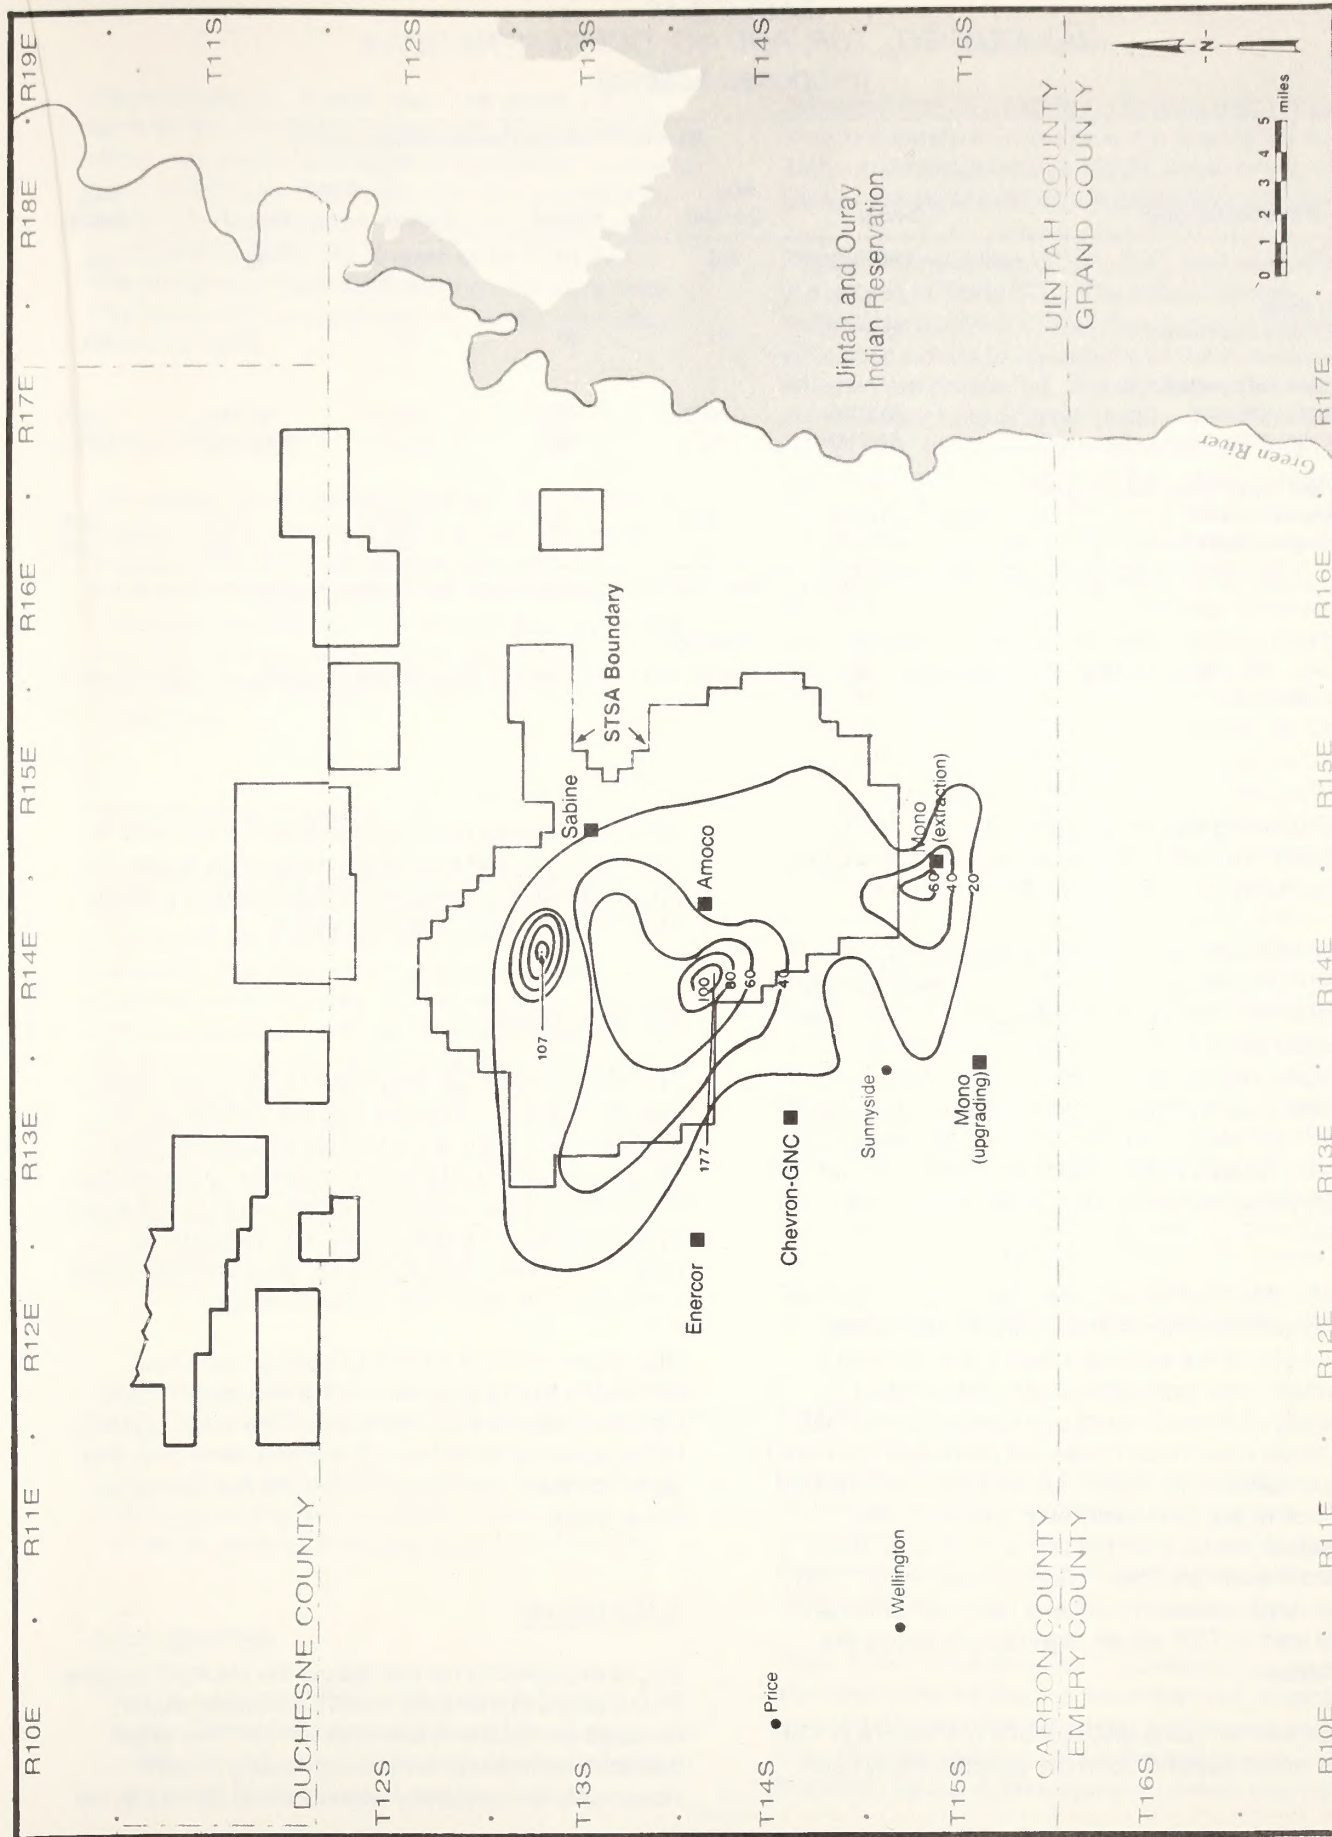 R10E
R11E
R12E
R13E
R14E
R15E
R16E
R17E
R18E
R19E
DUCHESNE COUNTY
T11S
T12S
T12S
T13S
T13S
T14S
T14S
T15S
T15S
T16S
STSA Boundary
Sabine
Amoco
107
177
100
80
60
40
Enercor
Chevron-GNC
Sunnyside
Mono
(extraction)
60
40
20
Mono
(upgrading)
Price
Wellington
Uintah and Ouray
Indian Reservation
Green River
CARBON COUNTY
EMERY COUNTY
UINTAH COUNTY
GRAND COUNTY
-N-
0 1 2 3 4 5
miles
R10E
R11E
R12E
R13E
R14E
R15E
R16E
R17E